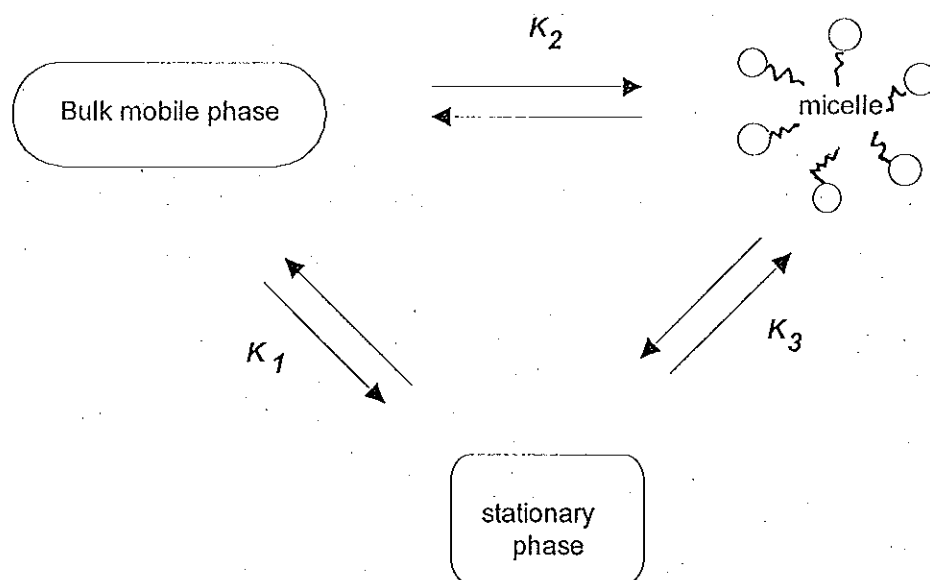 K2
Bulk mobile phase
micelle
K1
K3
stationary
phase